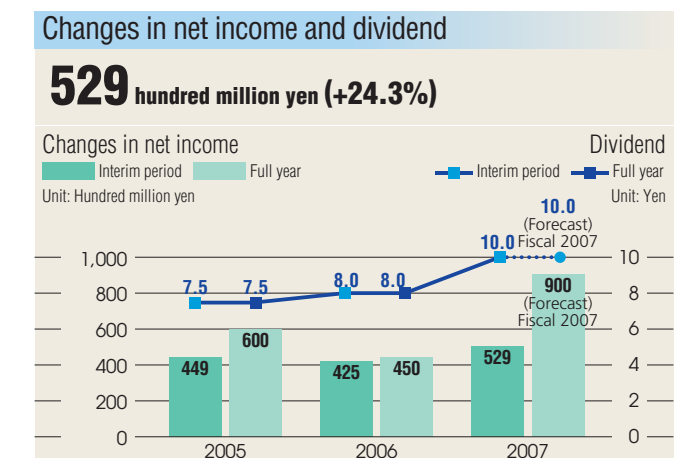 Changes in net income and dividend
529 hundred million yen (+24.3%)
Changes in net income
Dividend
Interim period Full year
Interim period Full year
Unit: Hundred million yen
Unit: Yen
10.0
(Forecast)
10.0 Fiscal 2007
1,000
10
7.5 7.5 8.0 8.0
800
900
8
(Forecast)
Fiscal 2007
600
6
600
529
449
425
450
400
4
200
2
0
0
2005 2006 2007